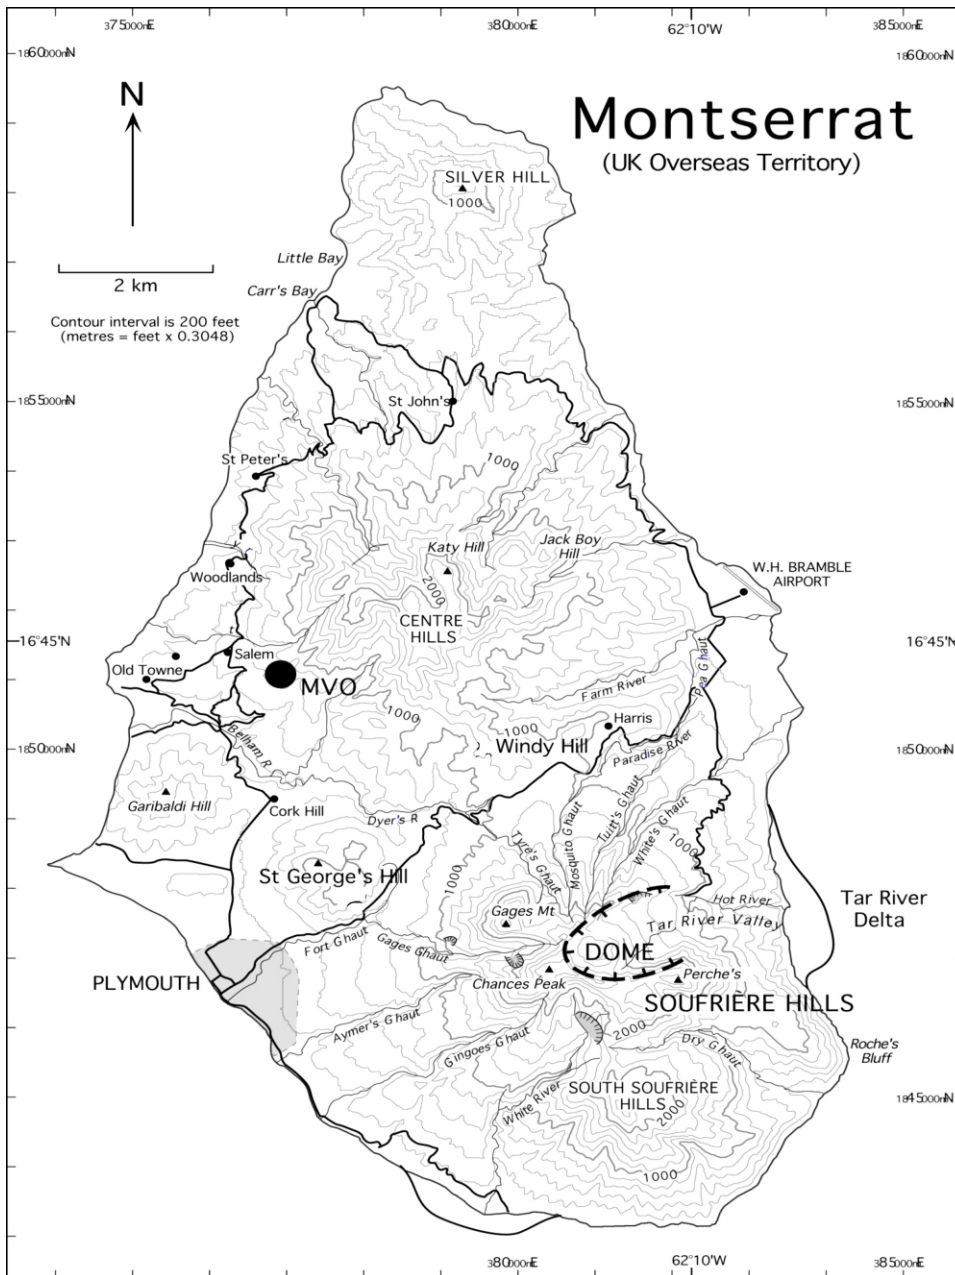 375000mE
380000mE
62°10'W
385000mE
1860000mN
1860000mN
N
Montserrat
(UK Overseas Territory)
SILVER HILL
1000
Little Bay
2 km
Carr's Bay
Contour interval is 200 feet
(metres = feet x 0.3048)
1855000mN
St John's
1855000mN
St Peter's
1000
Katy Hill
Jack Boy
Hill
2000
Woodlands
W.H. BRAMBLE
AIRPORT
CENTRE
HILLS
16°45'N
16°45'N
Salem
Old Towne
MVO
Pea Ghaut
Farm River
1000
1000
Harris
Windy Hill
Belham R
Paradise River
1850000mN
1850000mN
Garibaldi Hill
Cork Hill
Dyer's R
Tyre's Ghaut
Mosquito Ghaut
Tuitt's Ghaut
White's Ghaut
1000
St George's Hill
1000
Hot River
Tar River
Delta
Gages Mt
Tar River Valley
Fort Ghaut
Gages Ghaut
DOME
PLYMOUTH
Chances Peak
Perche's
SOUFRIÈRE HILLS
Aymer's Ghaut
Gingoes Ghaut
2000
Dry Ghaut
Roche's
Bluff
White River
SOUTH SOUFRIÈRE
HILLS
2000
1845000mN
1845000mN
1000
380000mE
62°10'W
385000mE